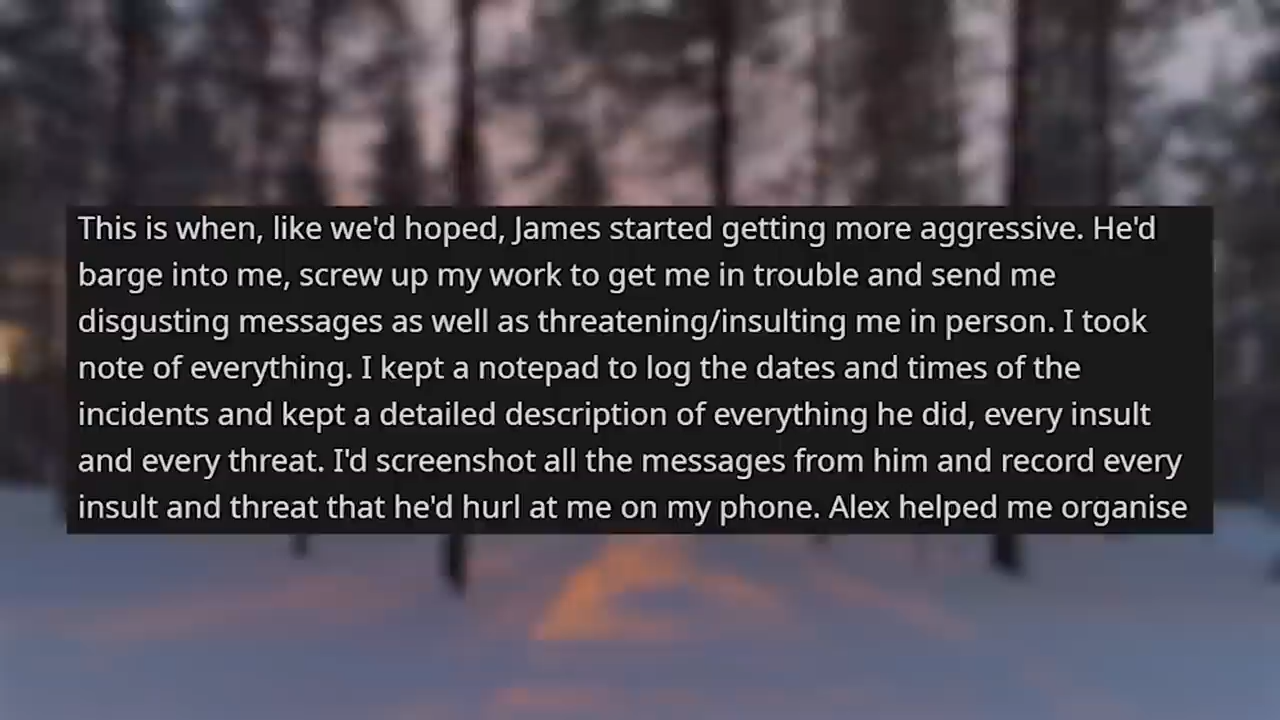 This is when, like we'd hoped, James started getting more aggressive. He'd
barge into me, screw up my work to get me in trouble and send me
disgusting messages as well as threatening/insulting me in person. I took
note of everything. I kept a notepad to log the dates and times of the
incidents and kept a detailed description of everything he did, every insult
and every threat. I'd screenshot all the messages from him and record every
insult and threat that he'd hurl at me on my phone. Alex helped me organise